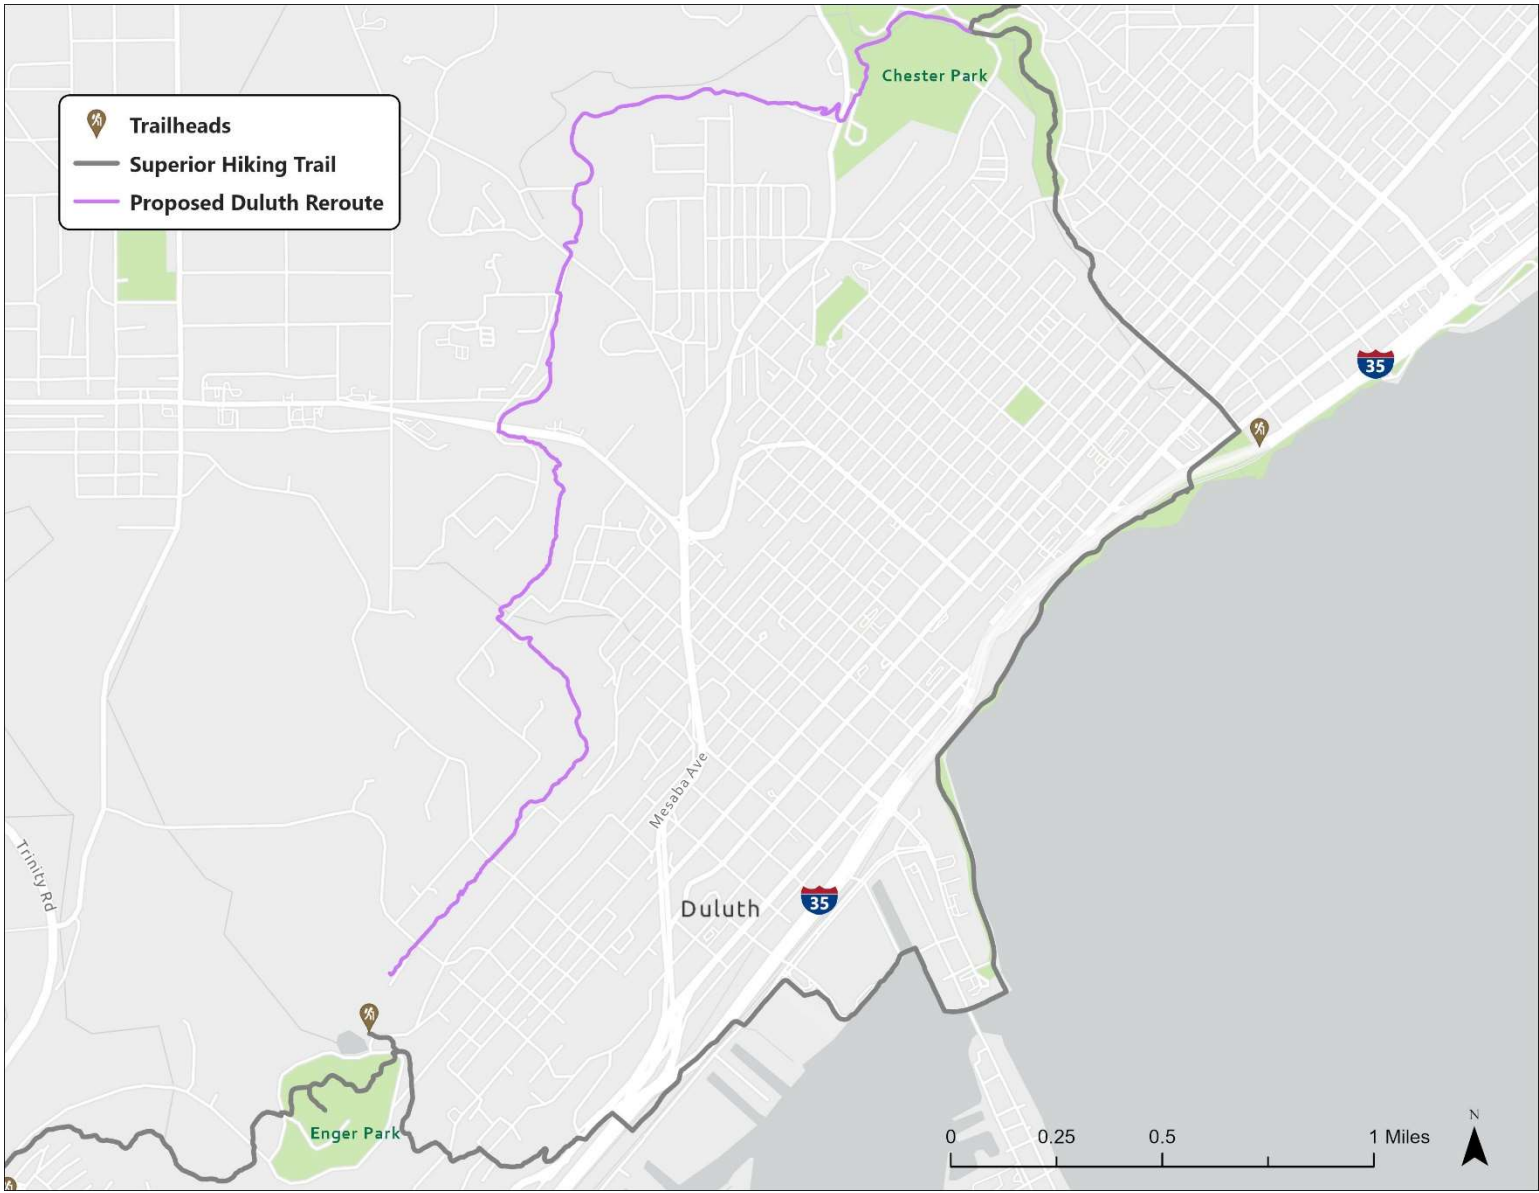 Chester Park
Trailheads
Superior Hiking Trail
Proposed Duluth Reroute
35
Mesaba Ave
Trinity Rd
Duluth
35
Enger Park
N
0 0.25 0.5 1 Miles